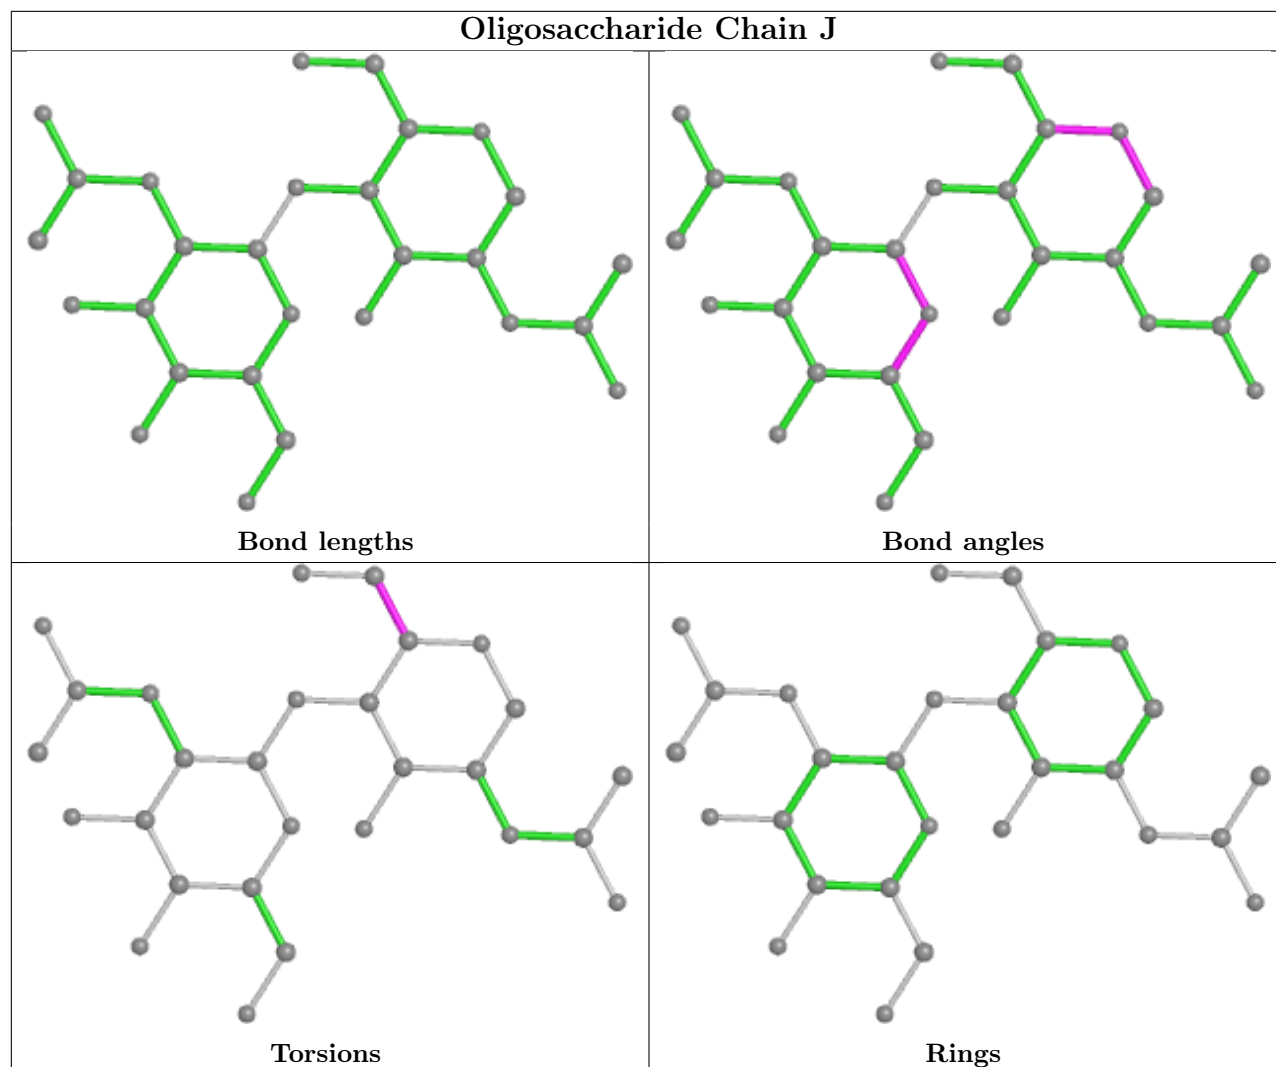 Oligosaccharide Chain J
Bond lengths
Bond angles
Torsions
Rings